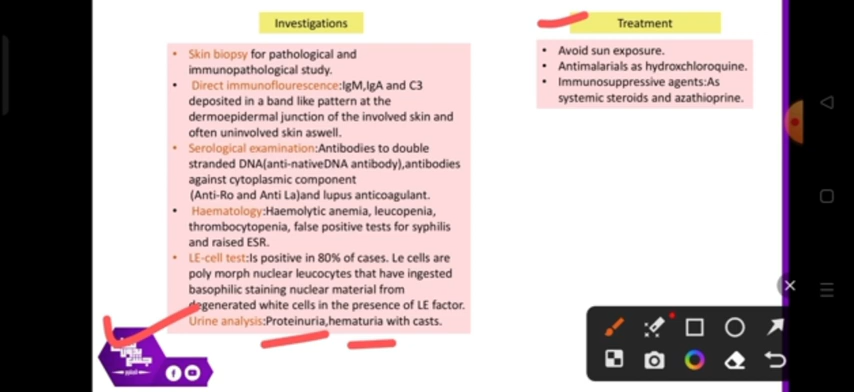 Investigations
• Skin biopsy for pathological and
immunopathological study.
• Direct immunoflourescence:IgM,IgA and C3
deposited in a band like pattern at the
dermoepidermal junction of the involved skin and
often uninvolved skin aswell.
• Serological examination:Antibodies to double
stranded DNA(anti-nativeDNA antibody),antibodies
against cytoplasmic component
(Anti-Ro and Anti La)and lupus anticoagulant.
• Haematology:Haemolytic anemia, leucopenia,
thrombocytopenia, false positive tests for syphilis
and raised ESR.
• LE-cell test:Is positive in 80% of cases. Le cells are
poly morph nuclear leucocytes that have ingested
basophilic staining nuclear material from
degenerated white cells in the presence of LE factor.
Urine analysis:Proteinuria,hematuria with casts.
Treatment
• Avoid sun exposure.
• Antimalarials as hydroxchloroquine.
• Immunosuppressive agents:As
systemic steroids and azathioprine.